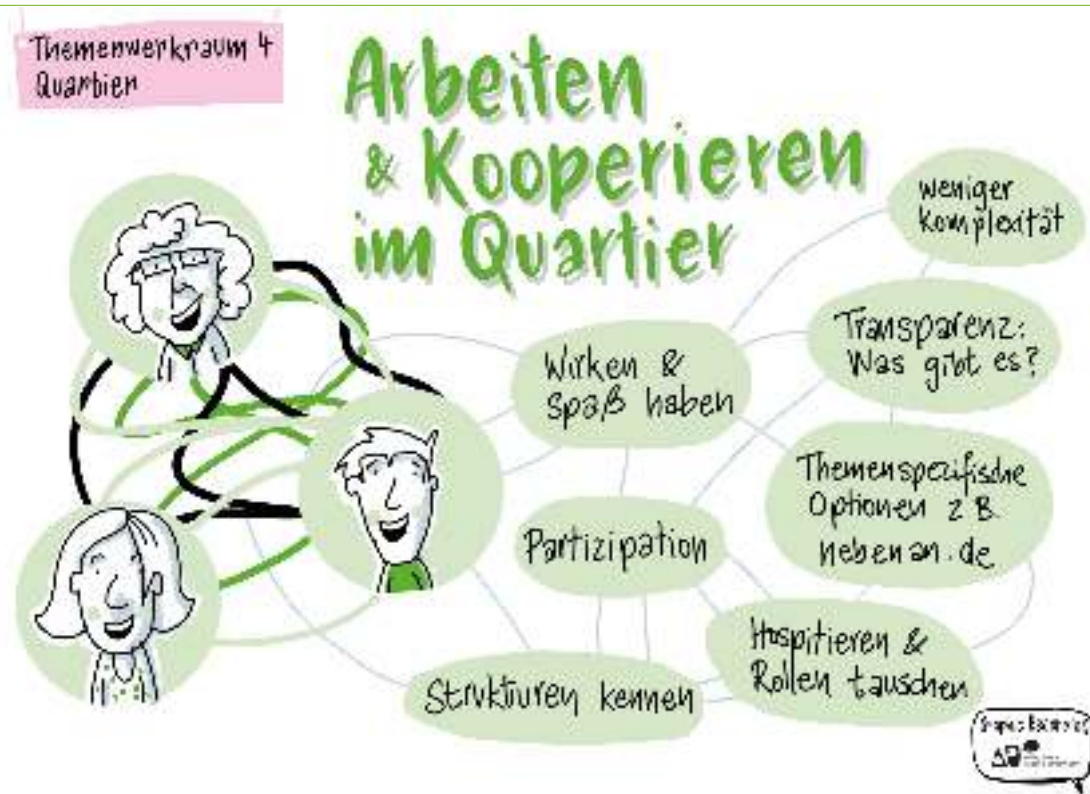 Themenwerkraum 4
Quartier
Arbeiten
& Kooperieren
im Quartier
weniger
Komplexität
Transparenz:
Was gibt es?
Wirken &
Spaß haben
Themenspezifische
Optionen z B.
nebenan.de
Partizipation
Hospitieren &
Rollen tauschen
Strukturen kennen